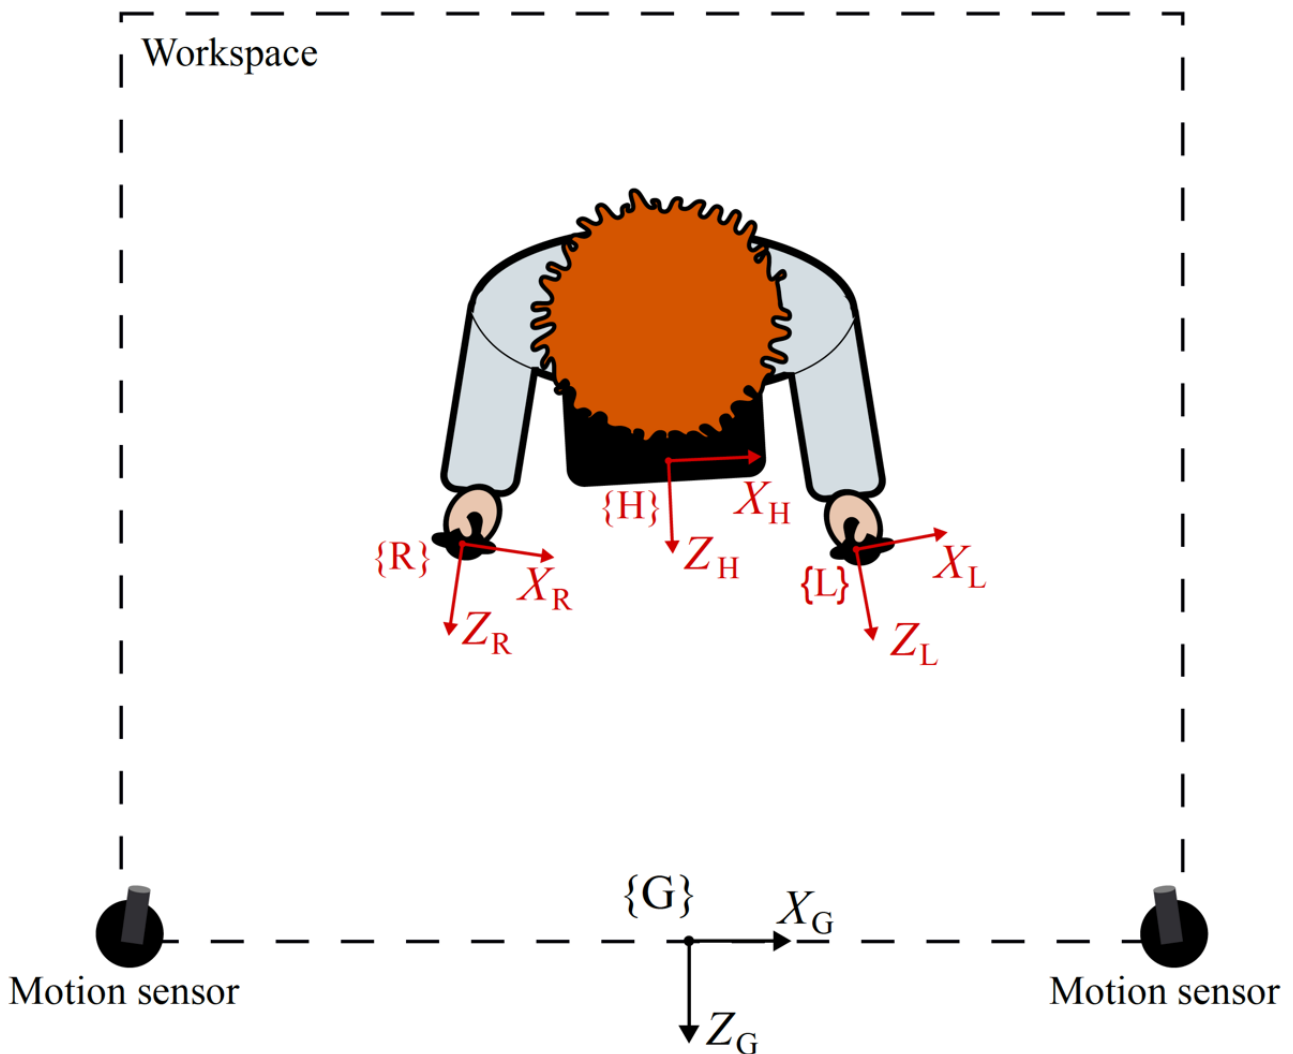 Workspace
{H}
X_H
{R}
Z_H
X_R
{L}
X_L
Z_R
Z_L
{G}
X_G
Motion sensor
Motion sensor
Z_G